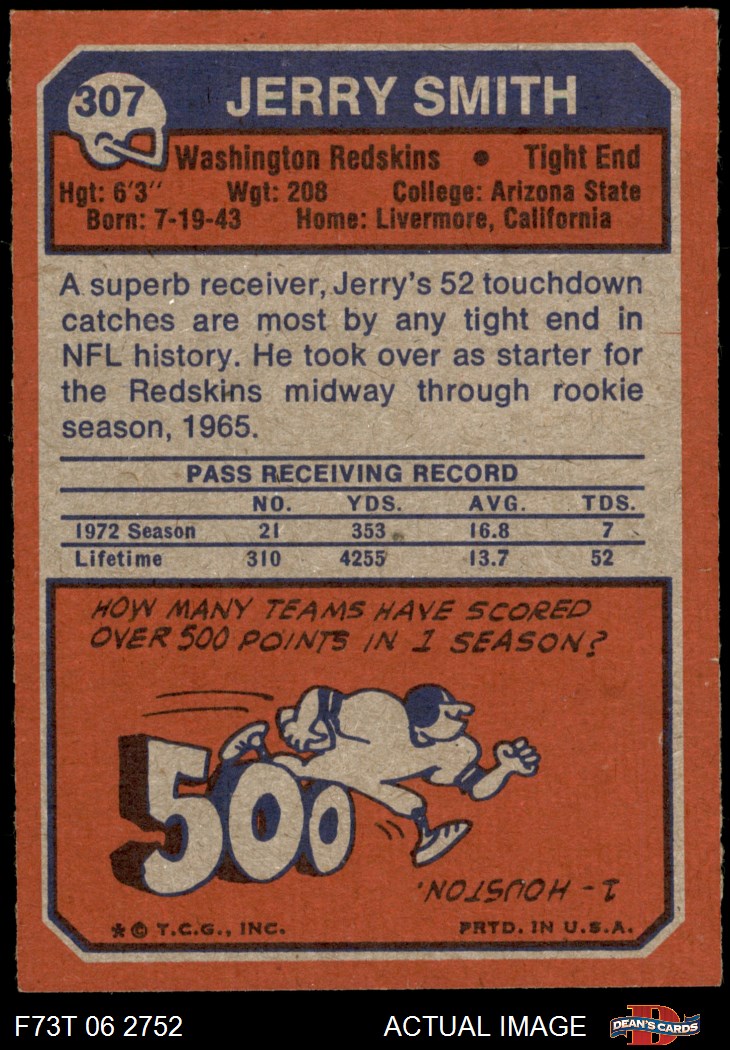 307
JERRY SMITH
Washington Redskins • Tight End
Hgt: 6'3" Wgt: 208 College: Arizona State
Born: 7-19-43 Home: Livermore, California
A superb receiver, Jerry's 52 touchdown
catches are most by any tight end in
NFL history. He took over as starter for
the Redskins midway through rookie
season, 1965.
PASS RECEIVING RECORD
NO. YDS. AVG. TDS.
1972 Season 21 353 16.8 7
Lifetime 310 4255 13.7 52
HOW MANY TEAMS HAVE SCORED
OVER 500 POINTS IN 1 SEASON?
500
1 - HOUSTON.
* © T.C.G., INC. PRTD. IN U.S.A.
F73T 06 2752 ACTUAL IMAGE D DEAN'S CARDS